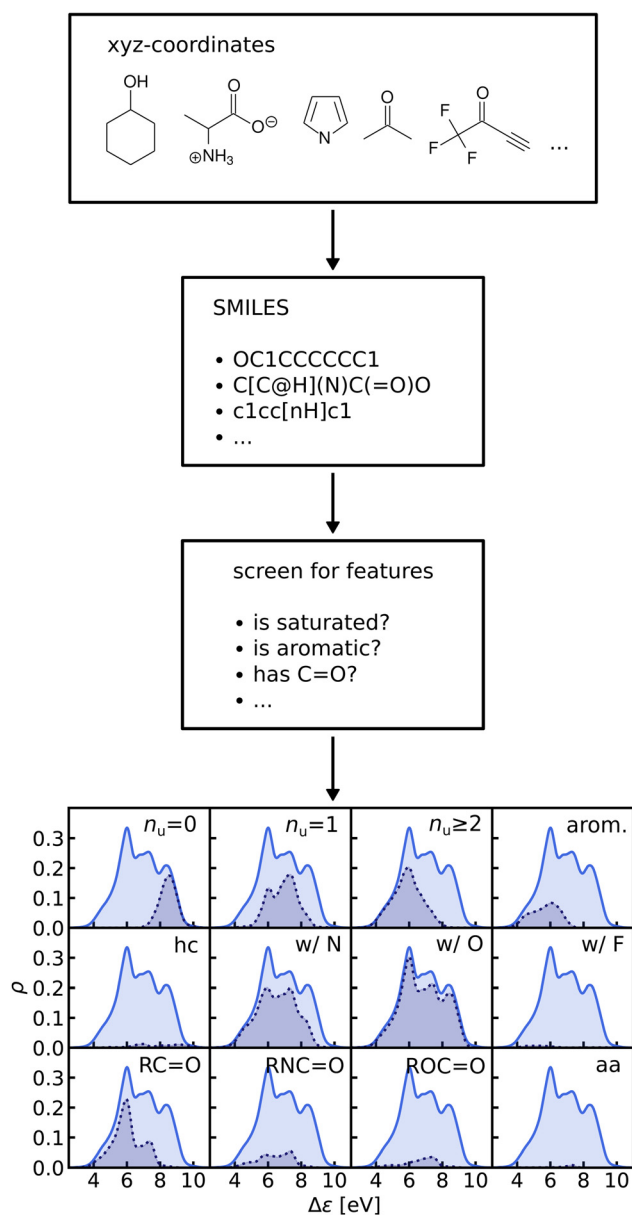 xyz-coordinates
OH
O
O⊖
NH₃
⊕
N
O
O
F
F
F
...
SMILES
• OC1CCCCCC1
• C[C@H](N)C(=O)O
• c1cc[nH]c1
• ...
screen for features
• is saturated?
• is aromatic?
• has C=O?
• ...
nᵤ=0 nᵤ=1 nᵤ≥2 arom.
0.3
0.2
0.1
0.0
hc w/ N w/ O w/ F
0.3
0.2
0.1
0.0
ρ
RC=O RNC=O ROC=O aa
0.3
0.2
0.1
0.0
4 6 8 10 4 6 8 10 4 6 8 10 4 6 8 10
Δε [eV]